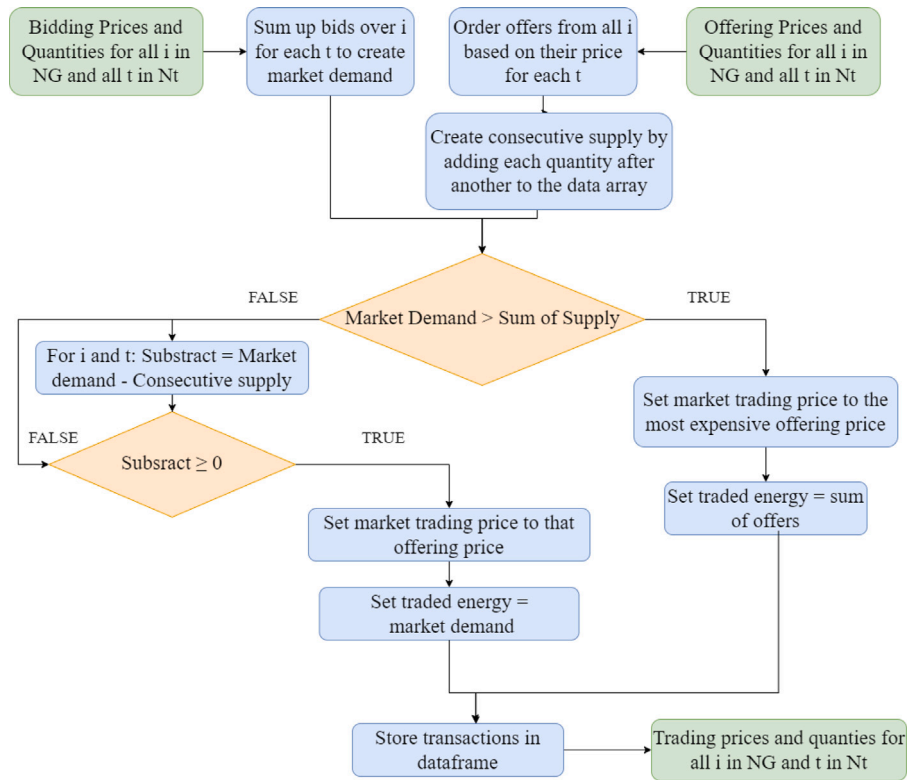 Bidding Prices and
Quantities for all i in
NG and all t in Nt
Sum up bids over i
for each t to create
market demand
Order offers from all i
based on their price
for each t
Offering Prices and
Quantities for all i in
NG and all t in Nt
Create consecutive supply by
adding each quantity after
another to the data array
FALSE
TRUE
Market Demand > Sum of Supply
For i and t: Substract = Market
demand - Consecutive supply
Set market trading price to the
most expensive offering price
FALSE
TRUE
Subsract ≥ 0
Set traded energy = sum
of offers
Set market trading price to that
offering price
Set traded energy =
market demand
Store transactions in
dataframe
Trading prices and quanties for
all i in NG and t in Nt